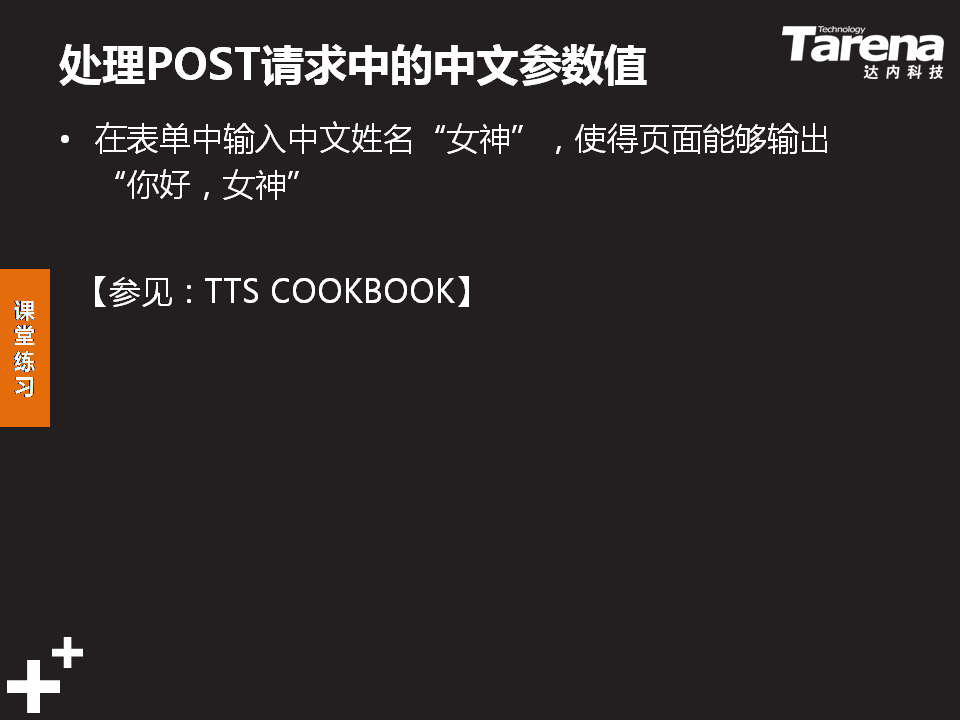 处理POST请求中的中文参数值
Technology
Tarena
达内科技
• 在表单中输入中文姓名“女神”，使得页面能够输出
“你好，女神”
【参见：TTS COOKBOOK】
课
堂
练
习